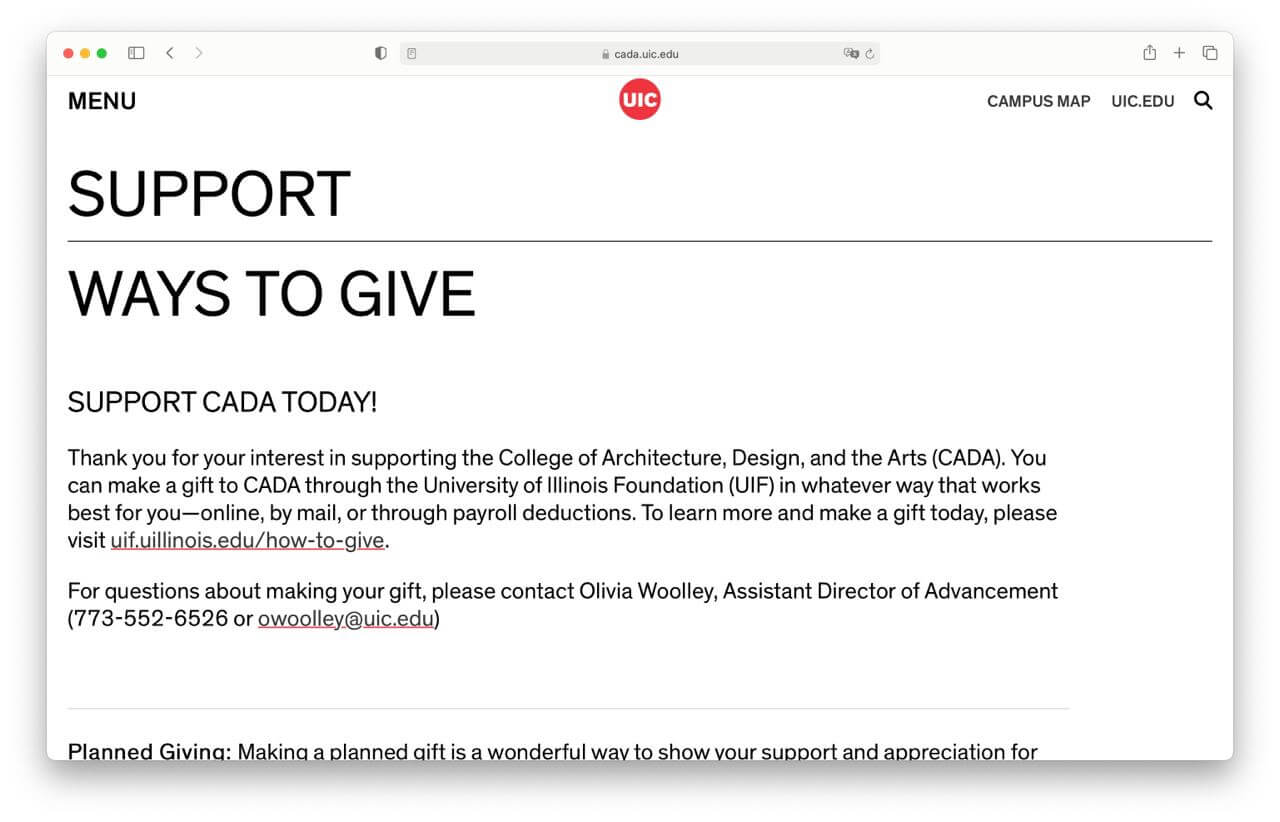 cada.uic.edu
MENU
UIC
CAMPUS MAP
UIC.EDU
SUPPORT
WAYS TO GIVE
SUPPORT CADA TODAY!
Thank you for your interest in supporting the College of Architecture, Design, and the Arts (CADA). You
can make a gift to CADA through the University of Illinois Foundation (UIF) in whatever way that works
best for you—online, by mail, or through payroll deductions. To learn more and make a gift today, please
visit uif.uillinois.edu/how-to-give.
For questions about making your gift, please contact Olivia Woolley, Assistant Director of Advancement
(773-552-6526 or owoolley@uic.edu)
Planned Giving: Making a planned gift is a wonderful way to show your support and appreciation for